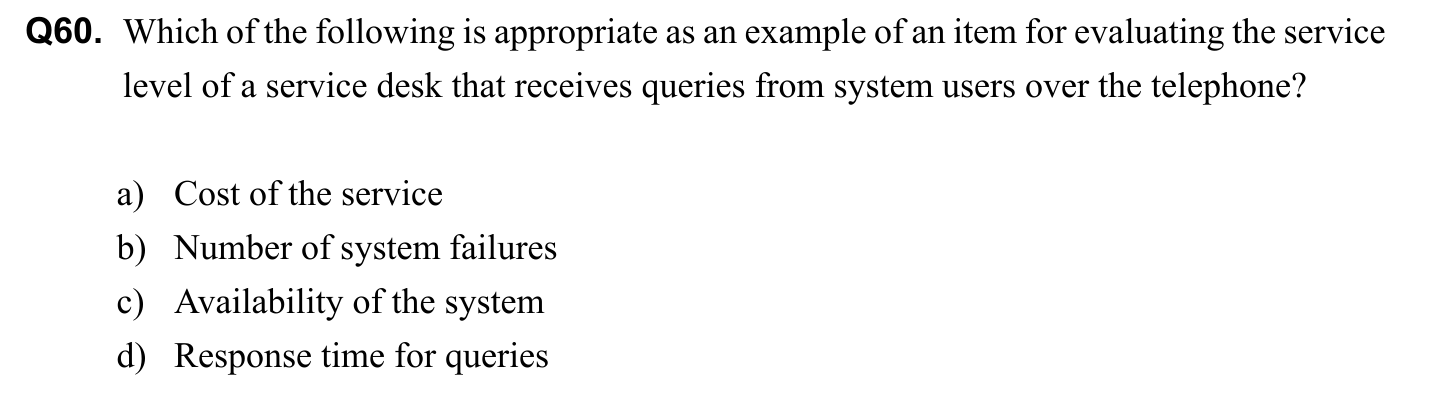 Q60. Which of the following is appropriate as an example of an item for evaluating the service
level of a service desk that receives queries from system users over the telephone?
a) Cost of the service
b) Number of system failures
c) Availability of the system
d) Response time for queries